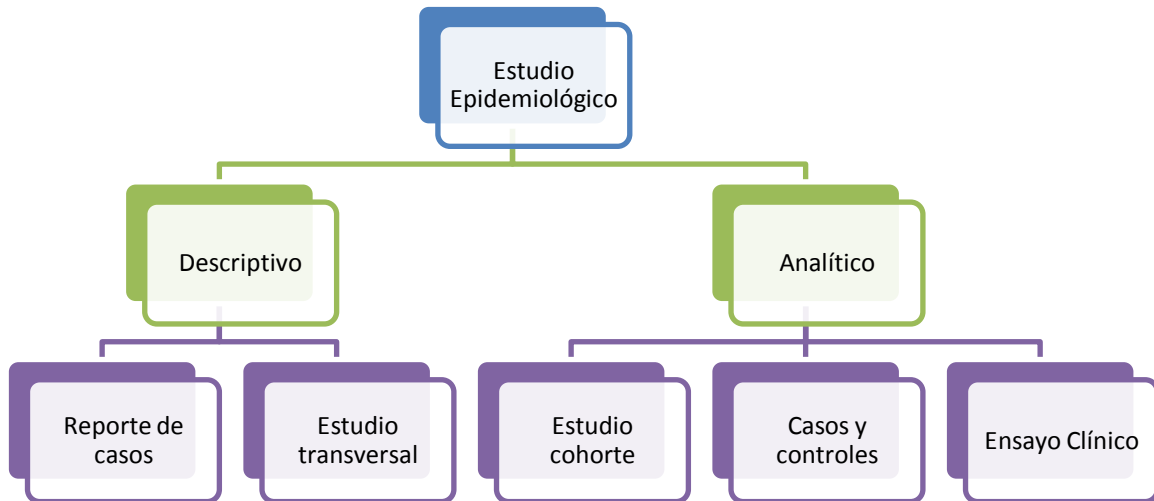 Estudio
Epidemiológico
Descriptivo
Analítico
Reporte de
casos
Estudio
transversal
Estudio
cohorte
Casos y
controles
Ensayo Clínico